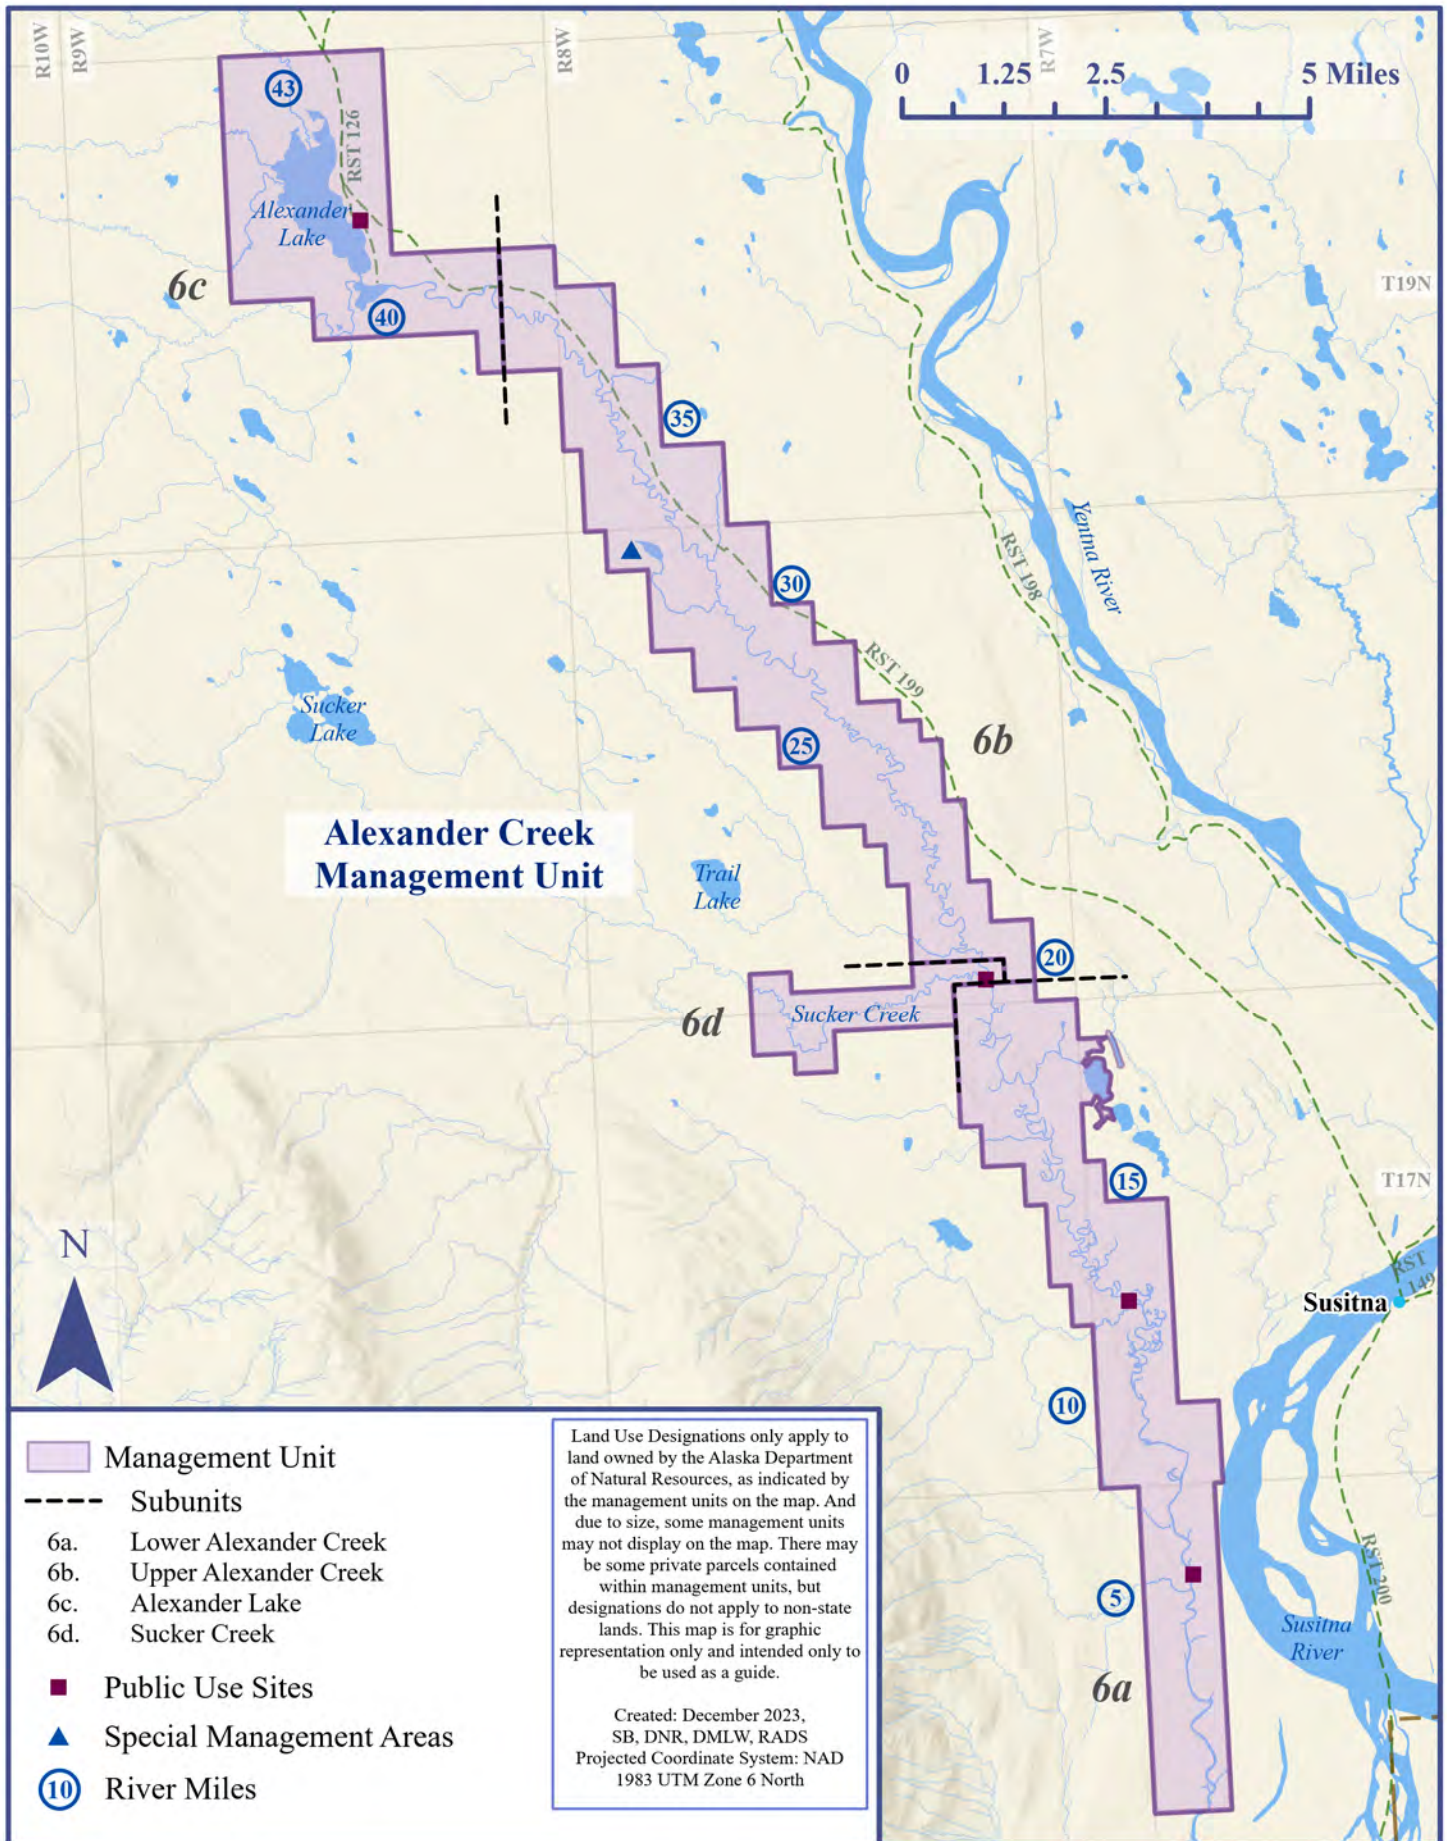 R10W
R9W
R8W
R7W
0 1.25 2.5 5 Miles
43
RST 126
Alexander
Lake
6c
T19N
40
35
Yentna River
RST 198
30
RST 199
Sucker
Lake
6b
25
Alexander Creek
Management Unit
Trail
Lake
20
6d
Sucker Creek
15
T17N
N
RST
149
Susitna
10
RST 200
5
Susitna
River
6a
Management Unit
Subunits
6a. Lower Alexander Creek
6b. Upper Alexander Creek
6c. Alexander Lake
6d. Sucker Creek
Public Use Sites
Special Management Areas
10 River Miles
Land Use Designations only apply to
land owned by the Alaska Department
of Natural Resources, as indicated by
the management units on the map. And
due to size, some management units
may not display on the map. There may
be some private parcels contained
within management units, but
designations do not apply to non-state
lands. This map is for graphic
representation only and intended only to
be used as a guide.
Created: December 2023,
SB, DNR, DMLW, RADS
Projected Coordinate System: NAD
1983 UTM Zone 6 North